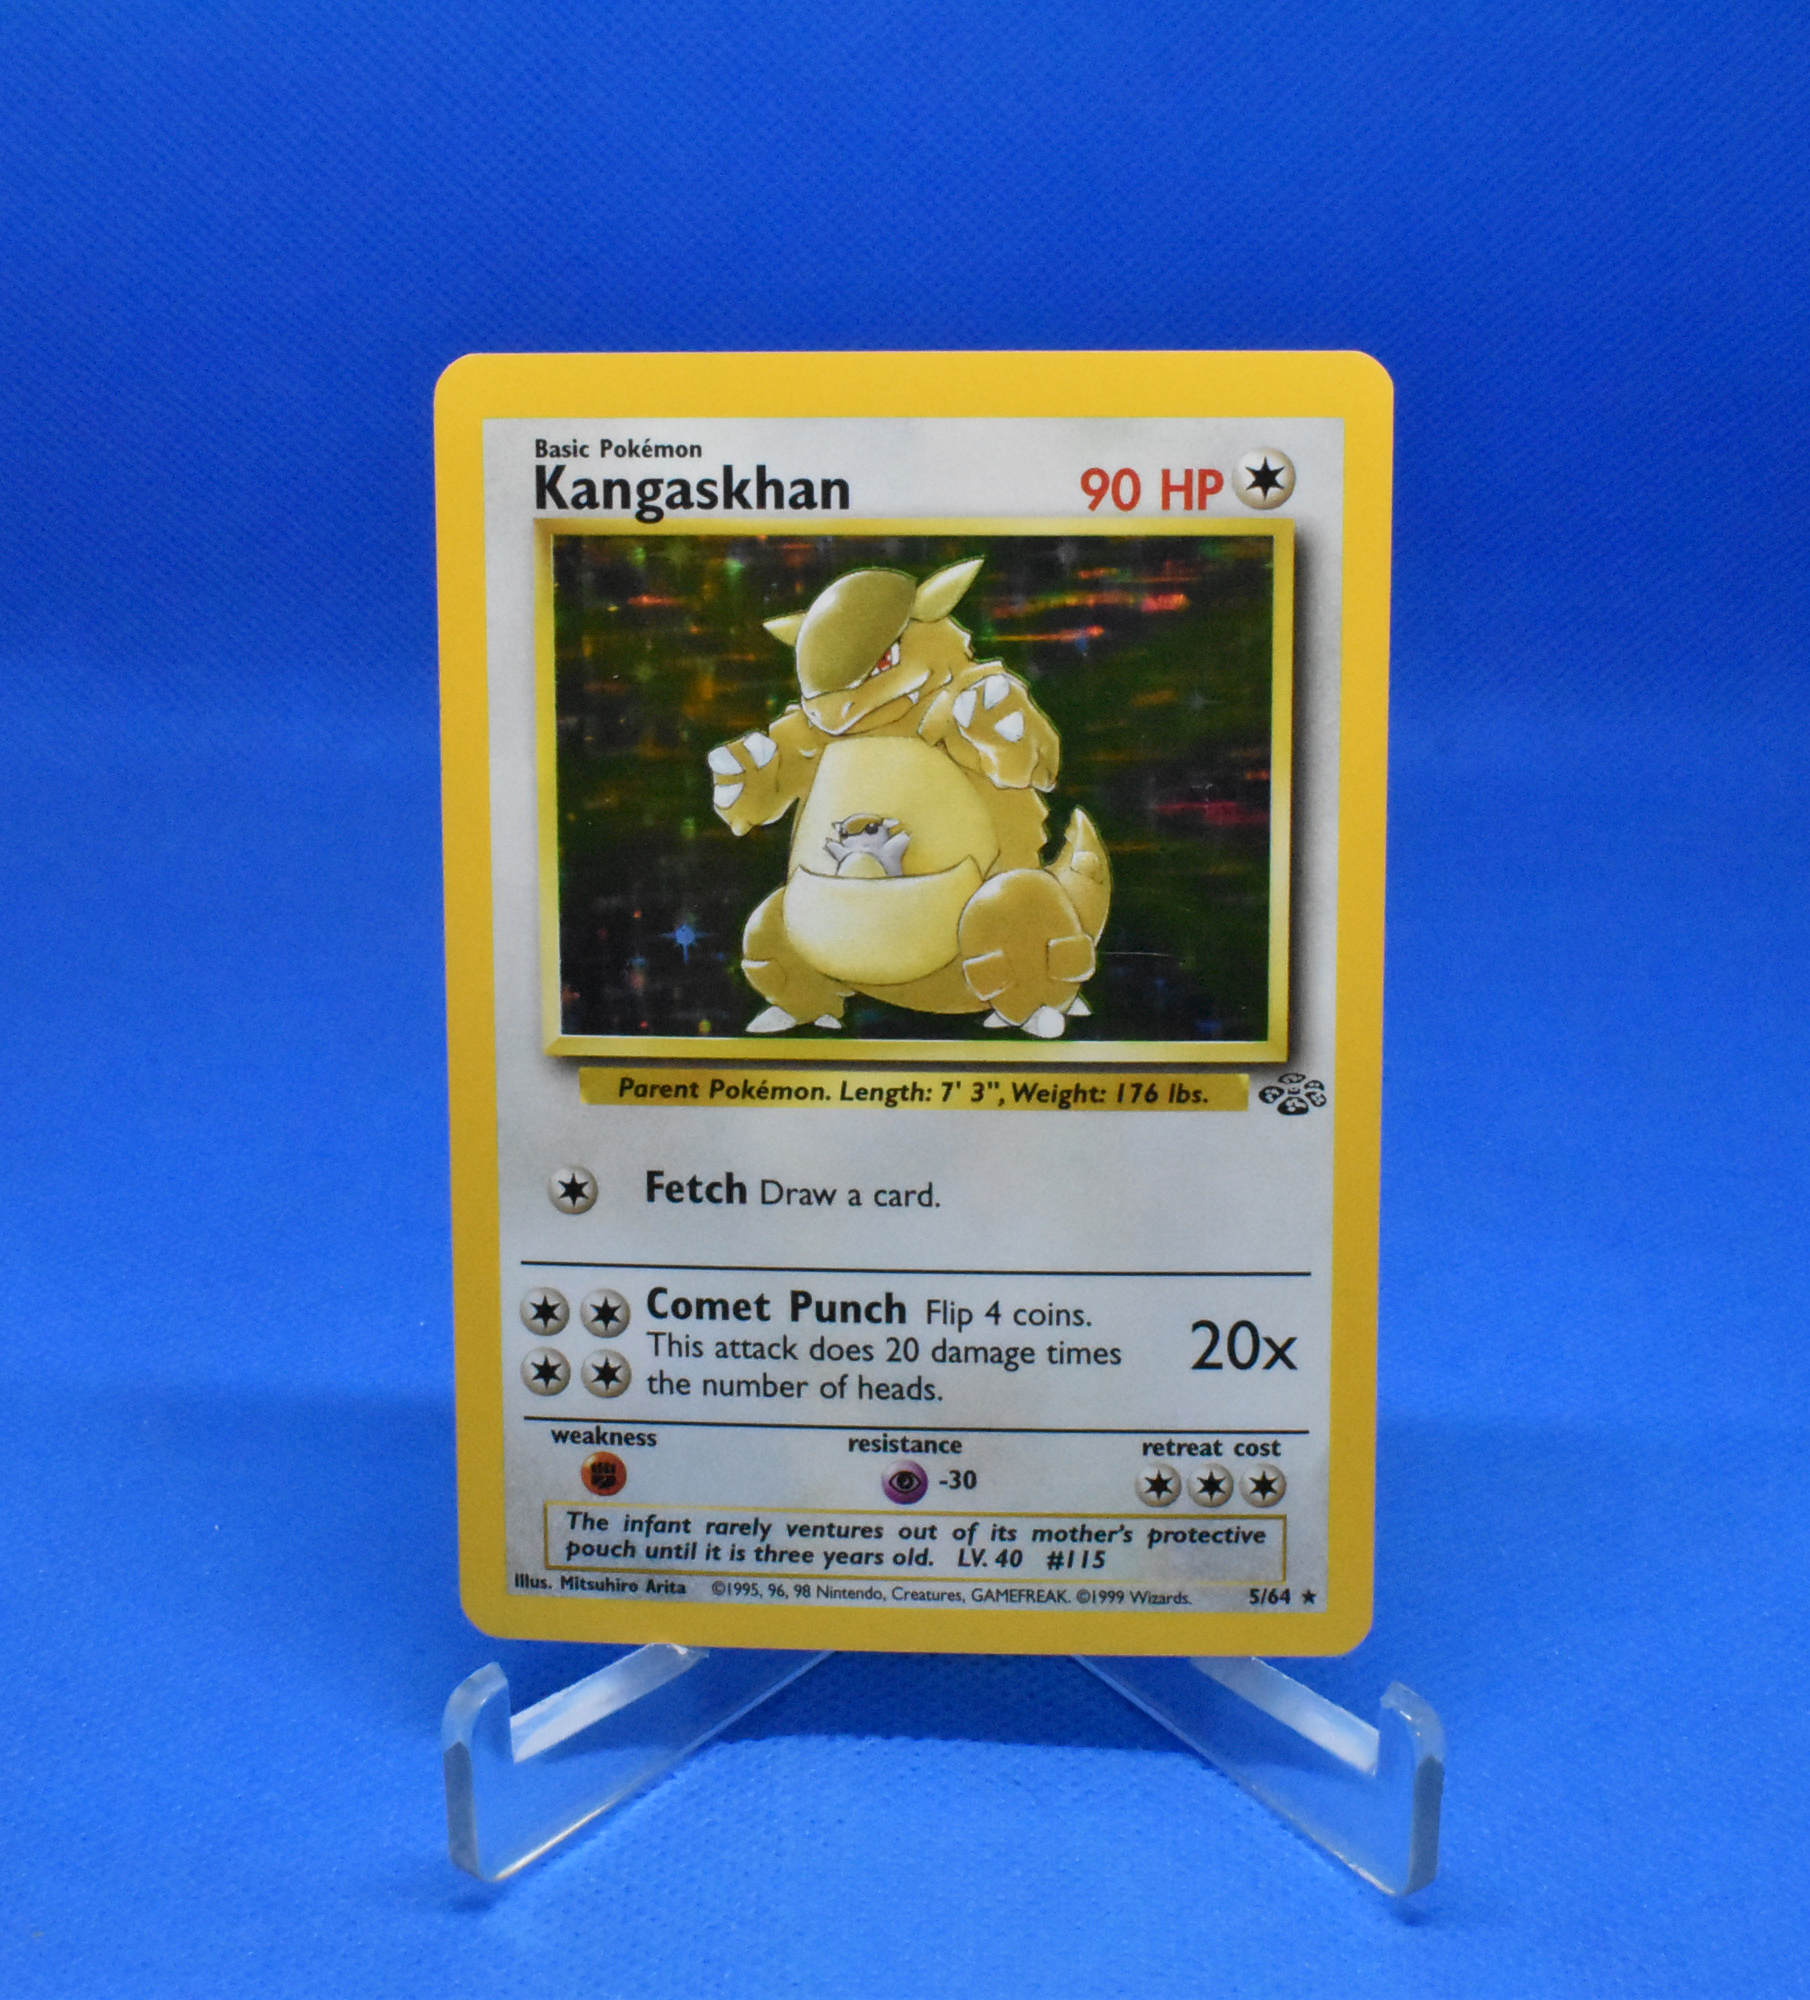 Basic Pokémon
Kangaskhan 90 HP
Parent Pokémon. Length: 7' 3", Weight: 176 lbs.
Fetch Draw a card.
Comet Punch Flip 4 coins.
This attack does 20 damage times
the number of heads.
20x
weakness resistance retreat cost
-30
The infant rarely ventures out of its mother's protective
pouch until it is three years old. LV. 40 #115
Illus. Mitsuhiro Arita ©1995, 96, 98 Nintendo, Creatures, GAMEFREAK. ©1999 Wizards. 5/64 ★